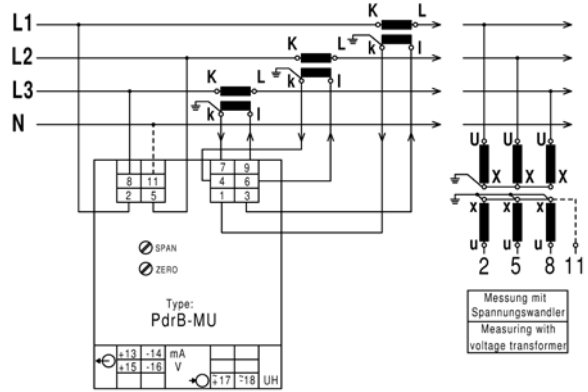 L1
K L
k l
L2
K L
k l
L3
K L
k l
N
U U U
X X X
x x x
u u u
2 5 8 11
8 11
2 5
7 9
4 6
1 3
SPAN
ZERO
Type:
PdrB-MU
+13 -14 mA
+15 -16 V
~+17 ~-18 UH
Messung mit
Spannungswandler
Measuring with
voltage transformer